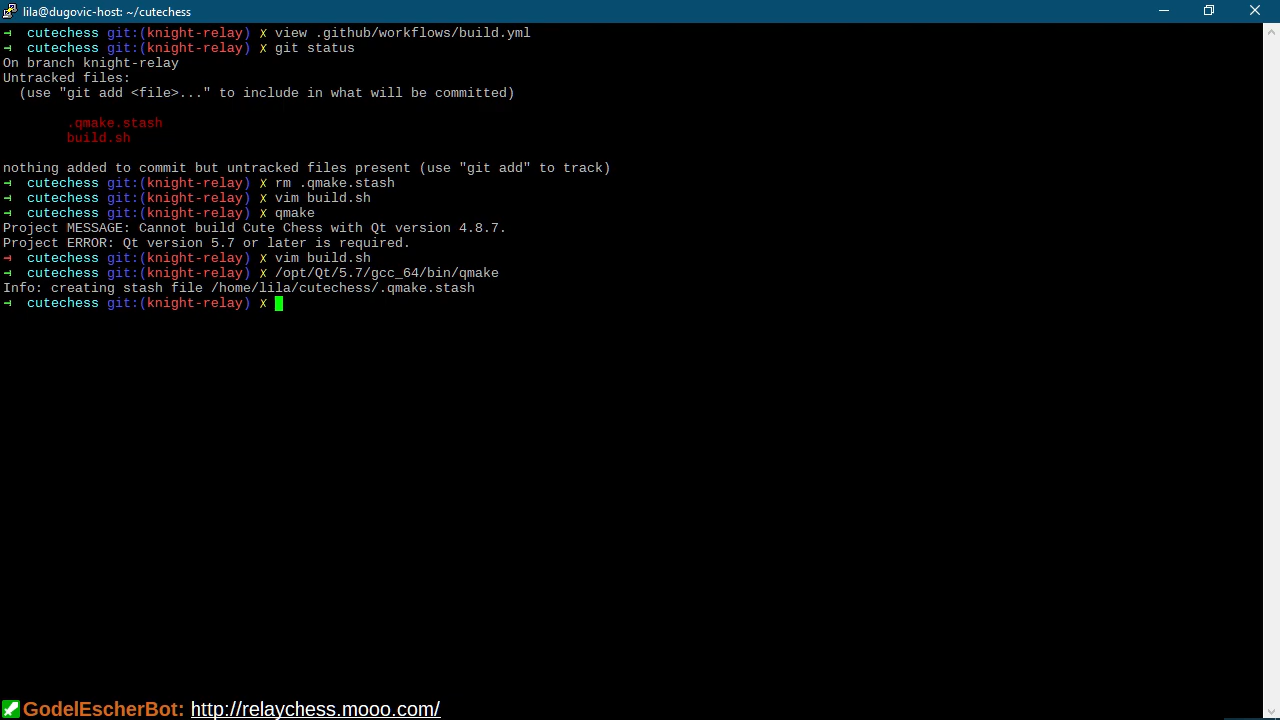 lila@dugovic-host: ~/cutechess
→ cutechess git:(knight-relay) ✗ view .github/workflows/build.yml
→ cutechess git:(knight-relay) ✗ git status
On branch knight-relay
Untracked files:
  (use "git add <file>..." to include in what will be committed)
        .qmake.stash
        build.sh
nothing added to commit but untracked files present (use "git add" to track)
→ cutechess git:(knight-relay) ✗ rm .qmake.stash
→ cutechess git:(knight-relay) ✗ vim build.sh
→ cutechess git:(knight-relay) ✗ qmake
Project MESSAGE: Cannot build Cute Chess with Qt version 4.8.7.
Project ERROR: Qt version 5.7 or later is required.
→ cutechess git:(knight-relay) ✗ vim build.sh
→ cutechess git:(knight-relay) ✗ /opt/Qt/5.7/gcc_64/bin/qmake
Info: creating stash file /home/lila/cutechess/.qmake.stash
→ cutechess git:(knight-relay) ✗
GodelEscherBot: http://relaychess.mooo.com/